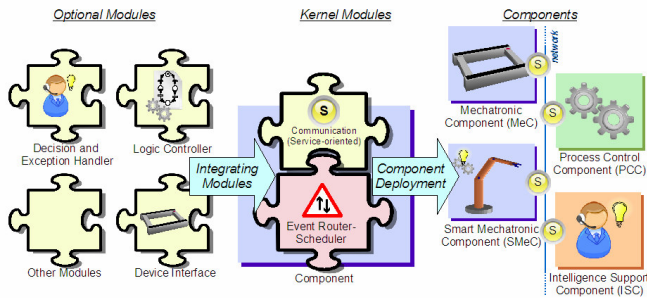 Optional Modules
Kernel Modules
Components
network
Decision and
Exception Handler
Logic Controller
Other Modules
Device Interface
Integrating
Modules
S
Communication
(Service-oriented)
Event Router-
Scheduler
Component
Component
Deployment
S
Mechatronic
Component (MeC)
S
Process Control
Component (PCC)
S
Smart Mechatronic
Component (SMeC)
S
Intelligence Support
Component (ISC)